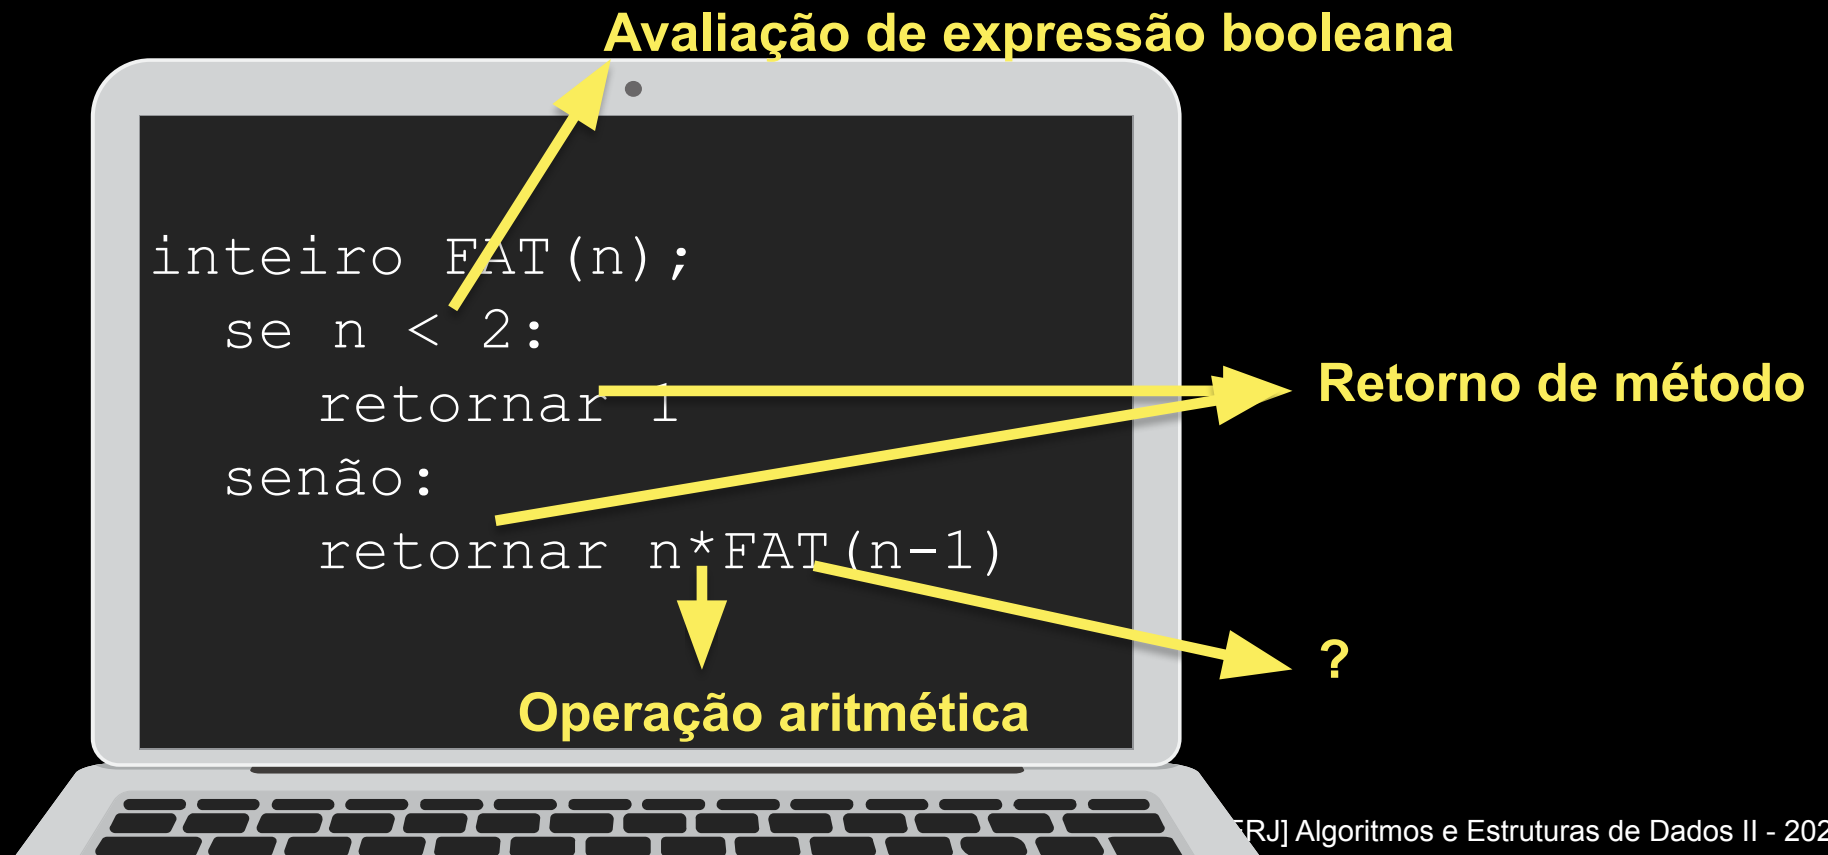 Avaliação de expressão booleana
inteiro FAT(n);
se n < 2:
retornar 1
senão:
retornar n*FAT(n-1)
Retorno de método
?
Operação aritmética
RJ] Algoritmos e Estruturas de Dados II - 202